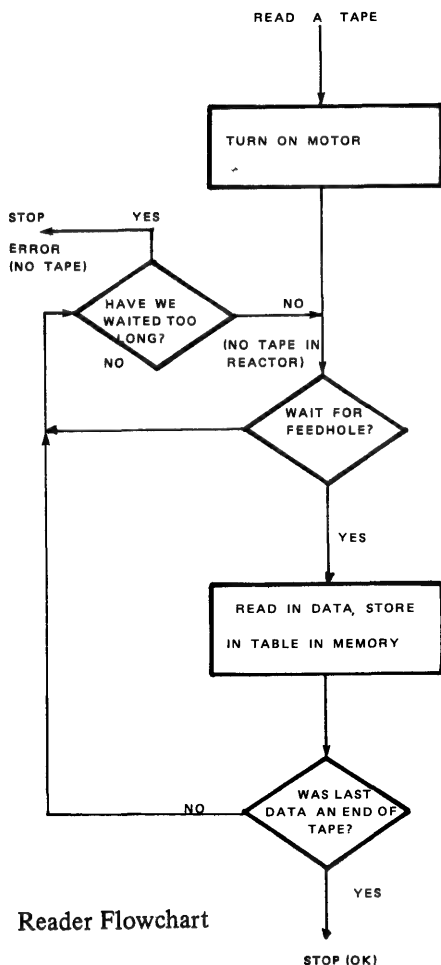 READ A TAPE
TURN ON MOTOR
STOP YES
ERROR
(NO TAPE)
HAVE WE
WAITED TOO
LONG?
NO
NO
(NO TAPE IN
REACTOR)
WAIT FOR
FEEDHOLE?
YES
READ IN DATA, STORE
IN TABLE IN MEMORY
WAS LAST
DATA AN END OF
TAPE?
NO
YES
Reader Flowchart
STOP (OK)